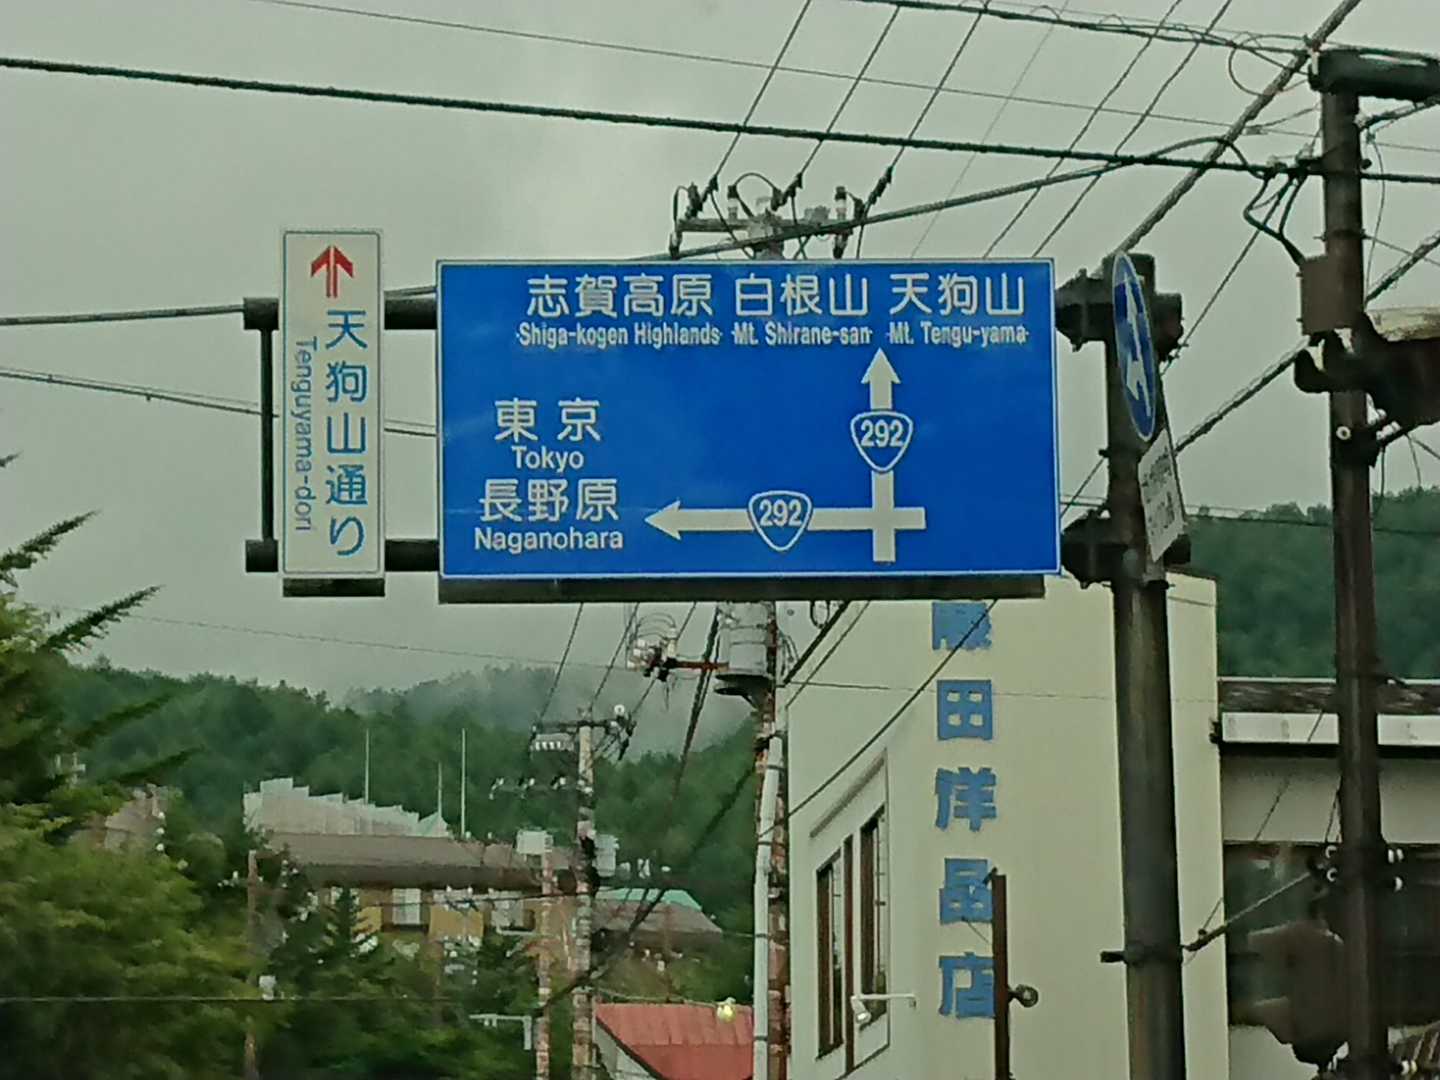 天狗山通り
Tenguyama-dori
志賀高原 白根山 天狗山
Shiga-kogen Highlands Mt. Shirane-san Mt. Tengu-yama
292
東京
Tokyo
長野原
Naganohara
292
田洋品店